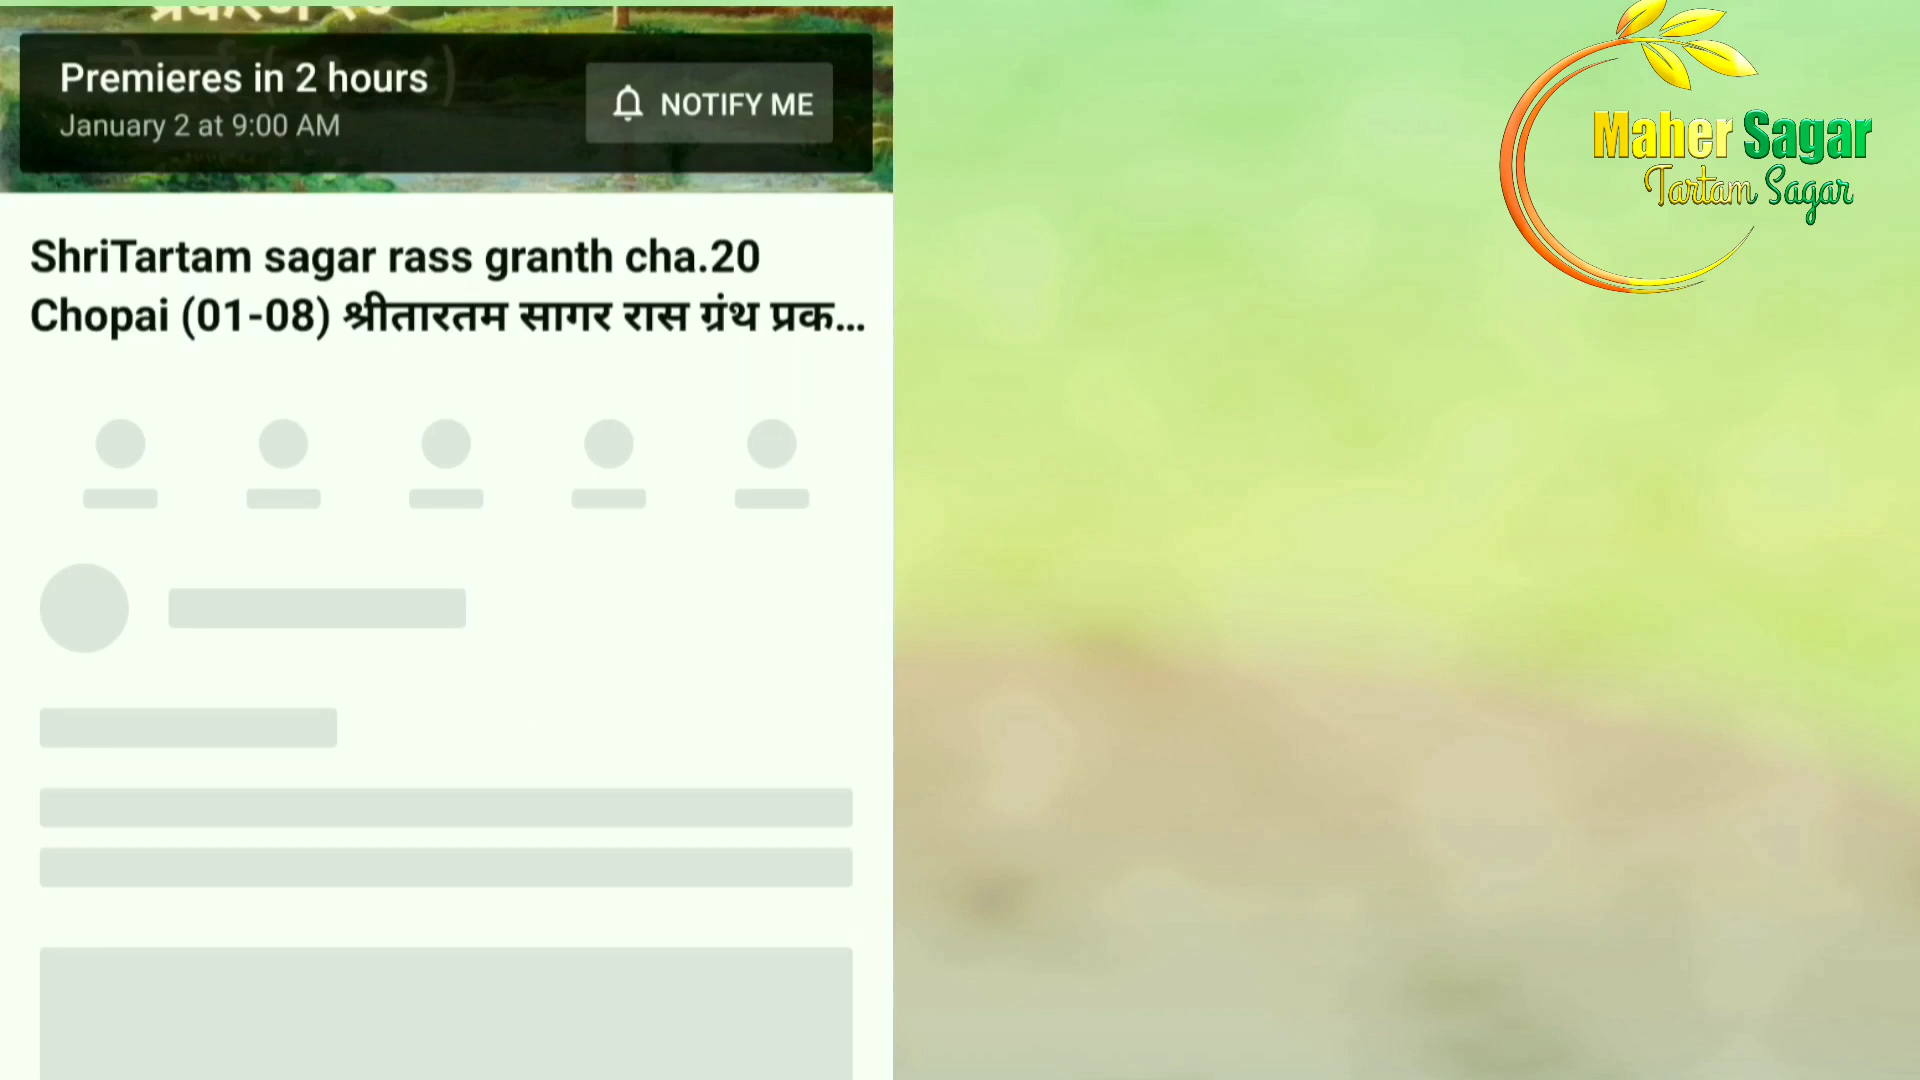 Premieres in 2 hours
January 2 at 9:00 AM
NOTIFY ME
ShriTartam sagar rass granth cha.20
Chopai (01-08) श्रीतारतम सागर रास ग्रंथ प्रक...
Maher Sagar
Tartam Sagar